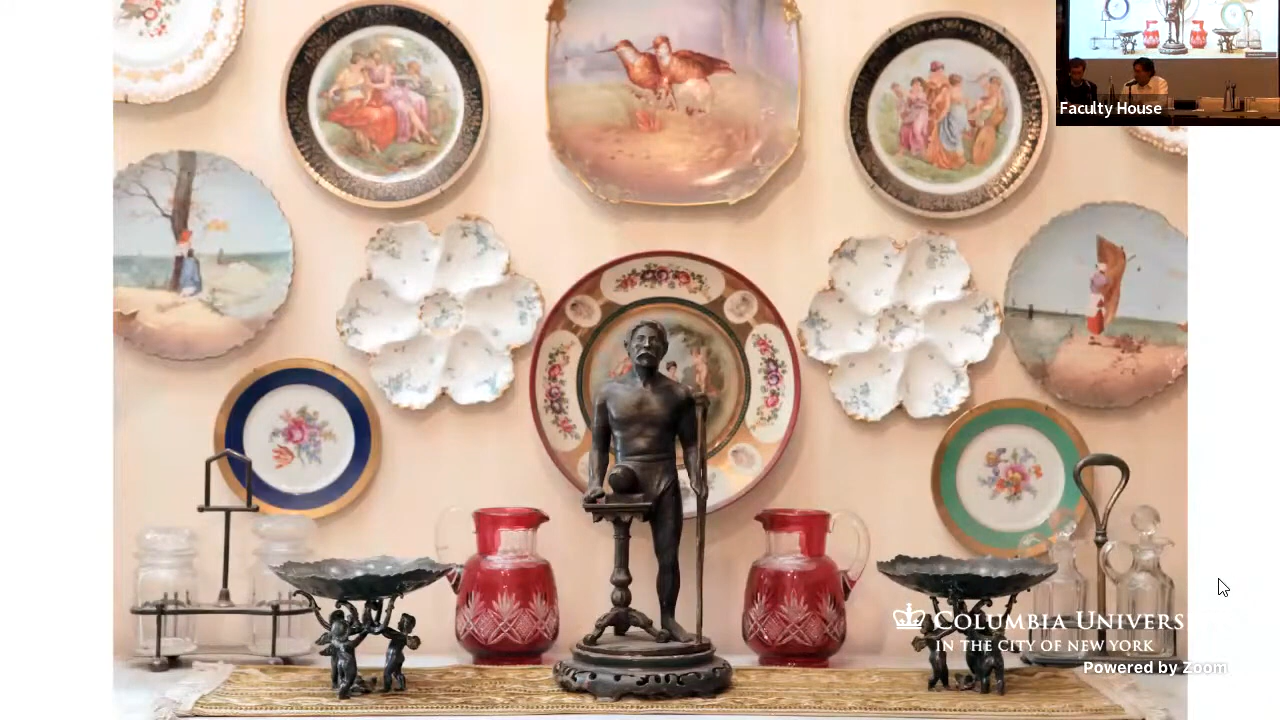 Faculty House
COLUMBIA UNIVERS
IN THE CITY OF NEW YORK
Powered by Zoom